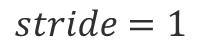 stride = 1